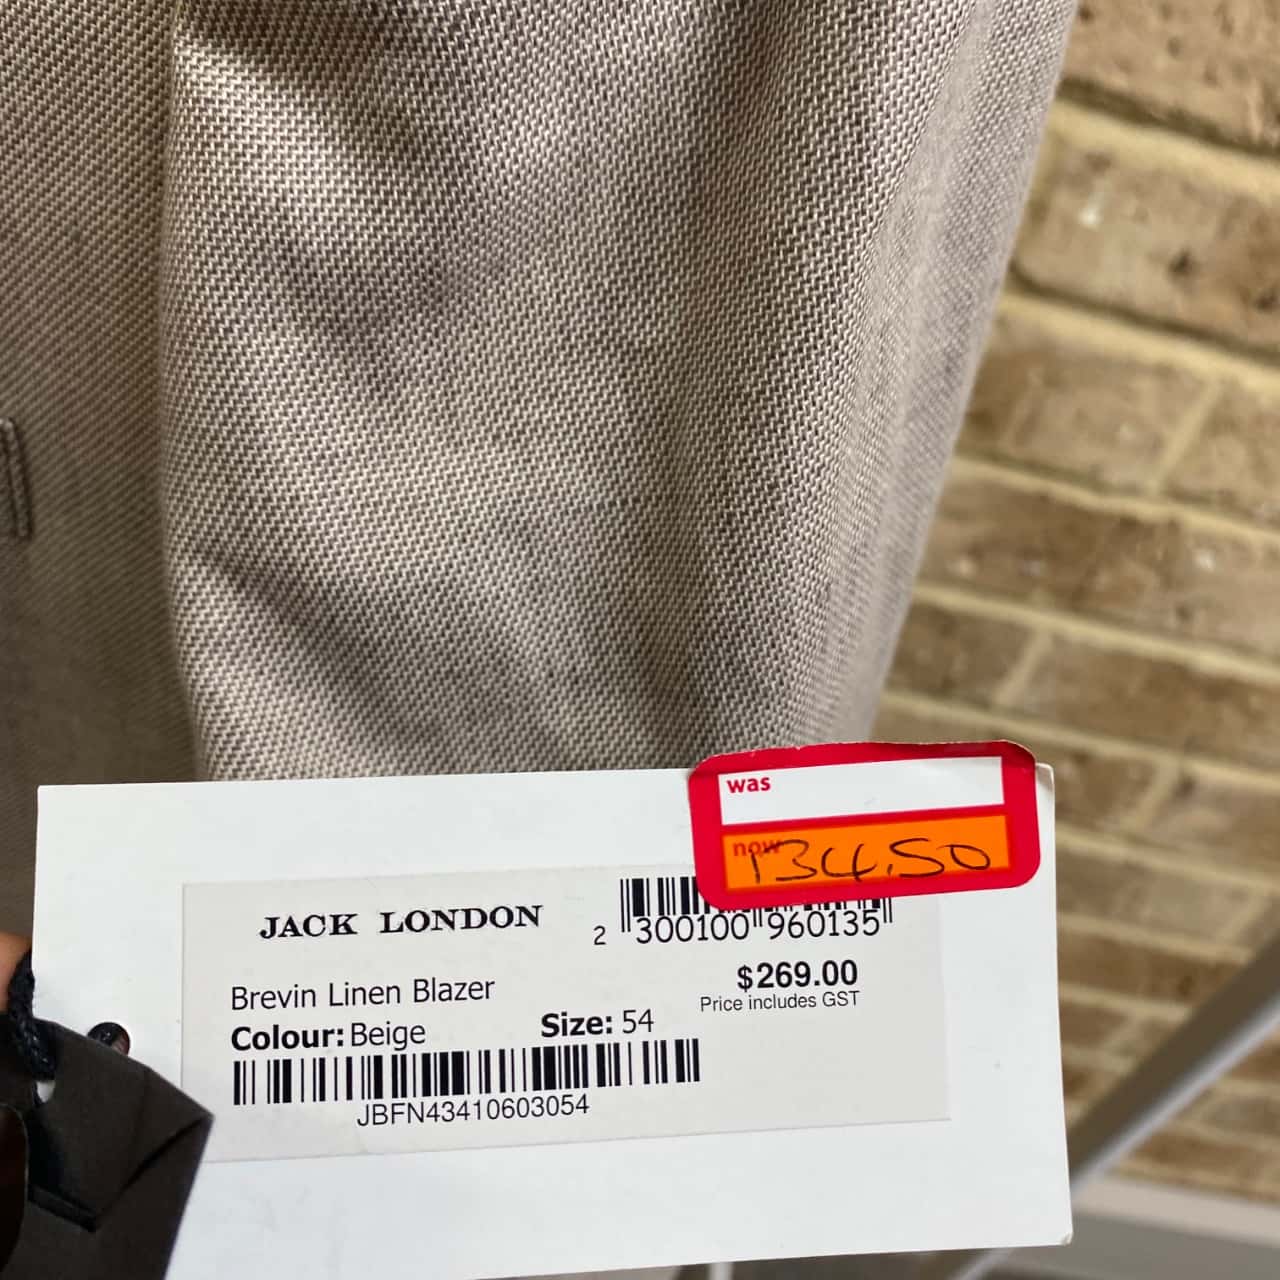 was
now 134.50
JACK LONDON
2 300100 960135
$269.00
Price includes GST
Brevin Linen Blazer
Colour: Beige Size: 54
JBFN43410603054